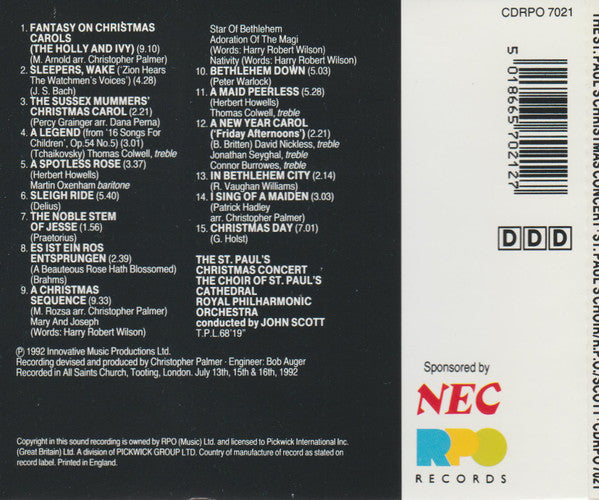 1. FANTASY ON CHRISTMAS
CAROLS
(THE HOLLY AND IVY) (9.10)
(M. Arnold arr. Christopher Palmer)
2. SLEEPERS, WAKE ('Zion Hears
The Watchmen's Voices') (4.28)
(J. S. Bach)
3. THE SUSSEX MUMMERS'
CHRISTMAS CAROL (2.21)
(Percy Grainger arr. Dana Perna)
4. A LEGEND (from '16 Songs For
Children', Op.54 No.5) (3.01)
(Tchaikovsky) Thomas Colwell, treble
5. A SPOTLESS ROSE (3.37)
(Herbert Howells)
Martin Oxenham baritone
6. SLEIGH RIDE (5.40)
(Delius)
7. THE NOBLE STEM
OF JESSE (1.56)
(Praetorius)
8. ES IST EIN ROS
ENTSPRUNGEN (2.39)
(A Beauteous Rose Hath Blossomed)
(Brahms)
9. A CHRISTMAS
SEQUENCE (9.33)
(M. Rozsa arr. Christopher Palmer)
Mary And Joseph
(Words: Harry Robert Wilson)
Star Of Bethlehem
Adoration Of The Magi
(Words: Harry Robert Wilson)
Nativity (Words: Harry Robert Wilson)
10. BETHLEHEM DOWN (5.03)
(Peter Warlock)
11. A MAID PEERLESS (5.28)
(Herbert Howells)
Thomas Colwell, treble
12. A NEW YEAR CAROL
('Friday Afternoons') (2.21)
(B. Britten) David Nickless, treble
Jonathan Seyghal, treble
Connor Burrowes, treble
13. IN BETHLEHEM CITY (2.14)
(R. Vaughan Williams)
14. I SING OF A MAIDEN (3.03)
(Patrick Hadley
arr. Christopher Palmer)
15. CHRISTMAS DAY (7.01)
(G. Holst)
THE ST. PAUL'S
CHRISTMAS CONCERT
THE CHOIR OF ST. PAUL'S
CATHEDRAL
ROYAL PHILHARMONIC
ORCHESTRA
conducted by JOHN SCOTT
T.P.L.68'19"
Ⓟ 1992 Innovative Music Productions Ltd.
Recording devised and produced by Christopher Palmer · Engineer: Bob Auger
Recorded in All Saints Church, Tooting, London. July 13th, 15th & 16th, 1992
Copyright in this sound recording is owned by RPO (Music) Ltd. and licensed to Pickwick International Inc.
(Great Britain) Ltd. A division of PICKWICK GROUP LTD. Country of manufacture of record as stated on
record label. Printed in England.
CDRPO 7021
5 018665 702127
DDD
Sponsored by
NEC
RPO
RECORDS